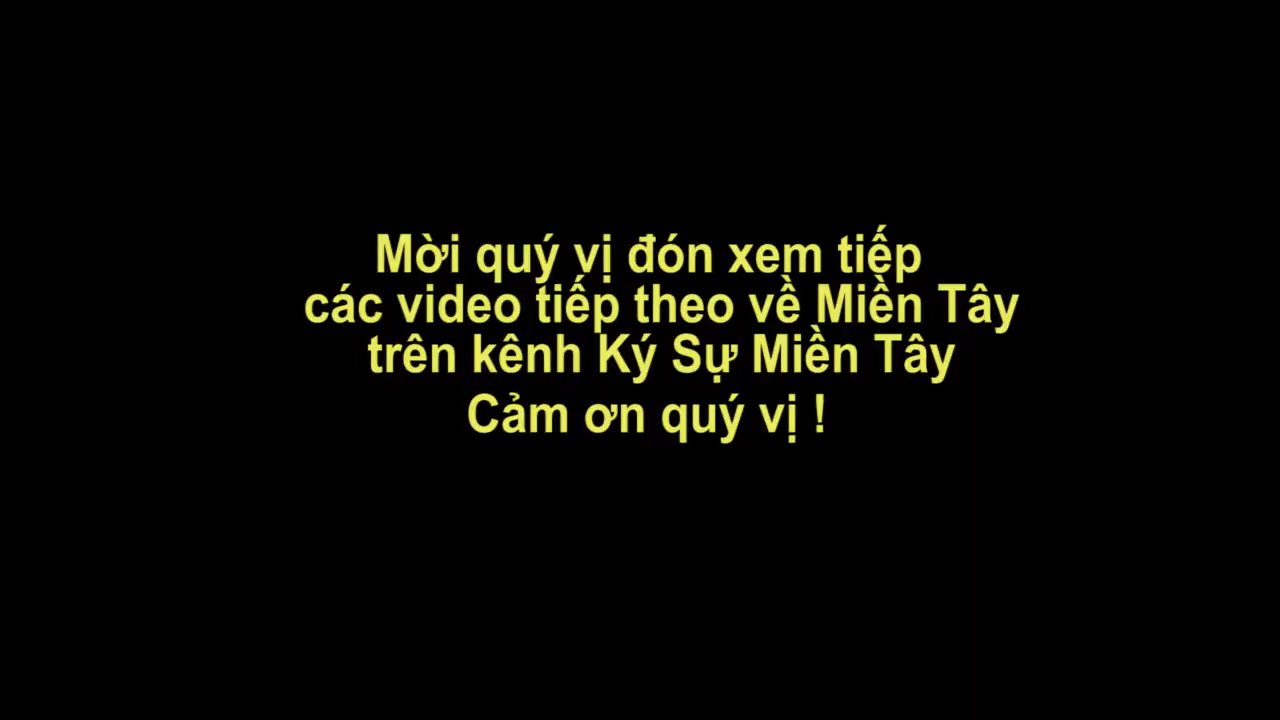 Mời quý vị đón xem tiếp
các video tiếp theo về Miền Tây
trên kênh Ký Sự Miền Tây
Cảm ơn quý vị !